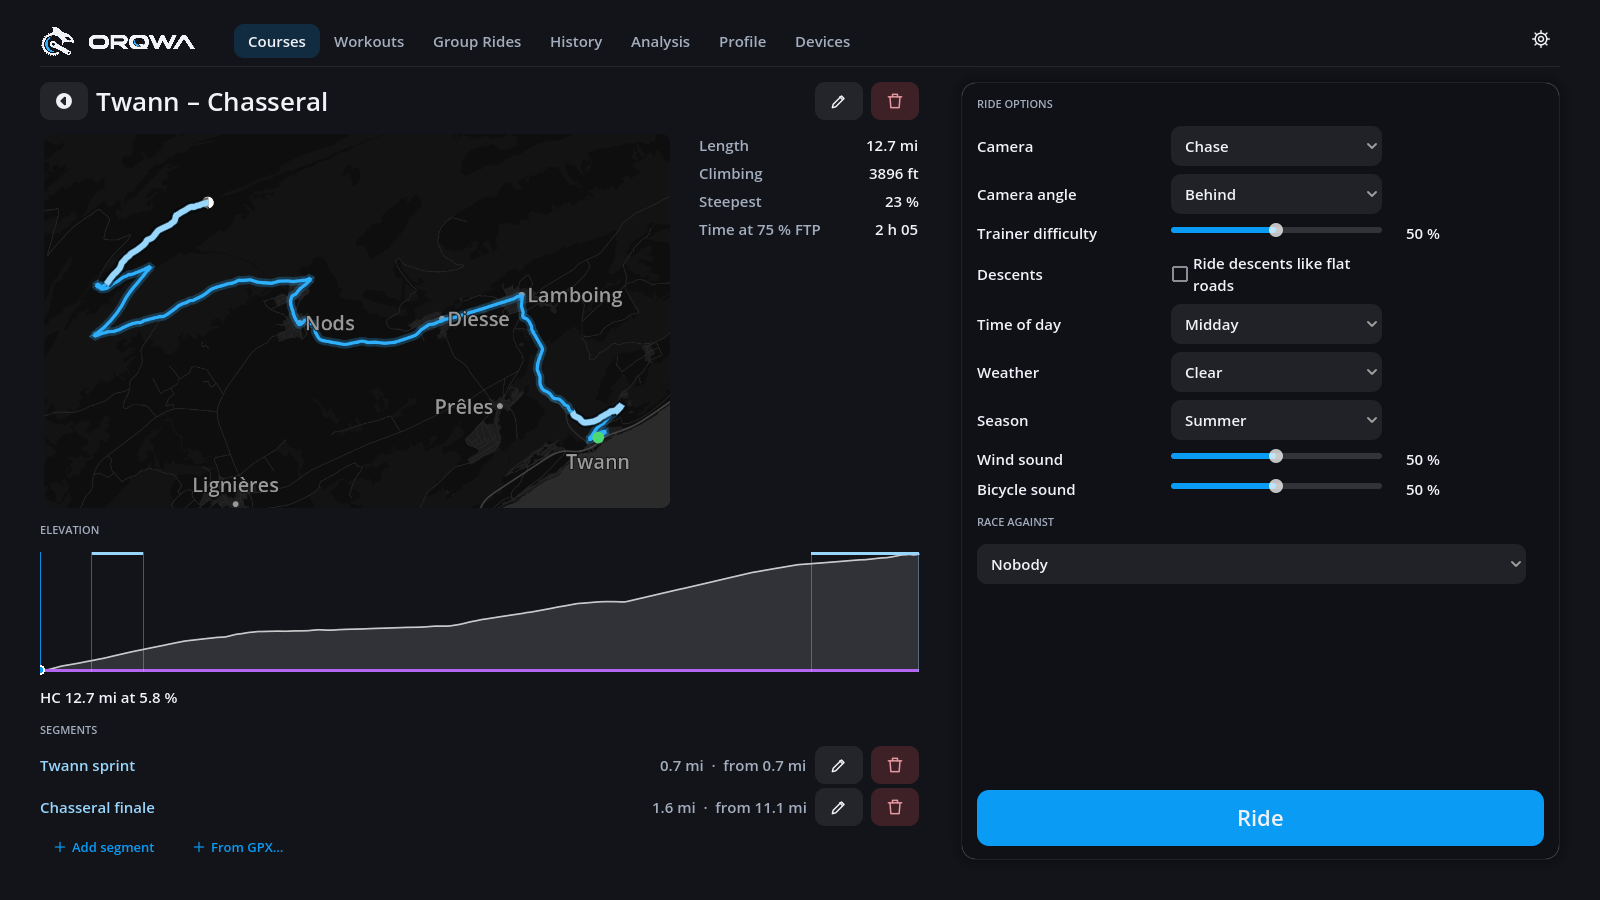 ORQWA
Courses
Workouts
Group Rides
History
Analysis
Profile
Devices
Twann – Chasseral
Length 12.7 mi
Climbing 3896 ft
Steepest 23 %
Time at 75 % FTP 2 h 05
Lamboing
Diesse
Nods
Prêles
Twann
Lignières
ELEVATION
HC 12.7 mi at 5.8 %
SEGMENTS
Twann sprint 0.7 mi · from 0.7 mi
Chasseral finale 1.6 mi · from 11.1 mi
+ Add segment + From GPX...
RIDE OPTIONS
Camera Chase
Camera angle Behind
Trainer difficulty 50 %
Descents Ride descents like flat
roads
Time of day Midday
Weather Clear
Season Summer
Wind sound 50 %
Bicycle sound 50 %
RACE AGAINST
Nobody
Ride